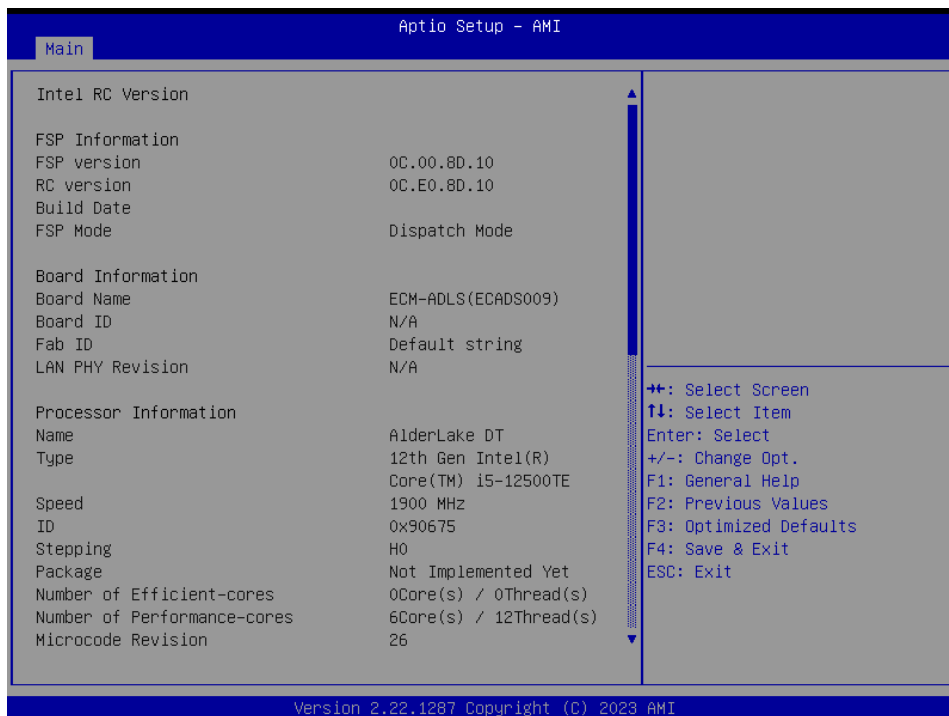 Aptio Setup – AMI
Main
Intel RC Version
FSP Information
FSP version 0C.00.8D.10
RC version 0C.E0.8D.10
Build Date
FSP Mode Dispatch Mode
Board Information
Board Name ECM-ADLS(ECADS009)
Board ID N/A
Fab ID Default string
LAN PHY Revision N/A
Processor Information
Name AlderLake DT
Type 12th Gen Intel(R)
Core(TM) i5-12500TE
Speed 1900 MHz
ID 0x90675
Stepping H0
Package Not Implemented Yet
Number of Efficient-cores 0Core(s) / 0Thread(s)
Number of Performance-cores 6Core(s) / 12Thread(s)
Microcode Revision 26
→←: Select Screen
↑↓: Select Item
Enter: Select
+/-: Change Opt.
F1: General Help
F2: Previous Values
F3: Optimized Defaults
F4: Save & Exit
ESC: Exit
Version 2.22.1287 Copyright (C) 2023 AMI